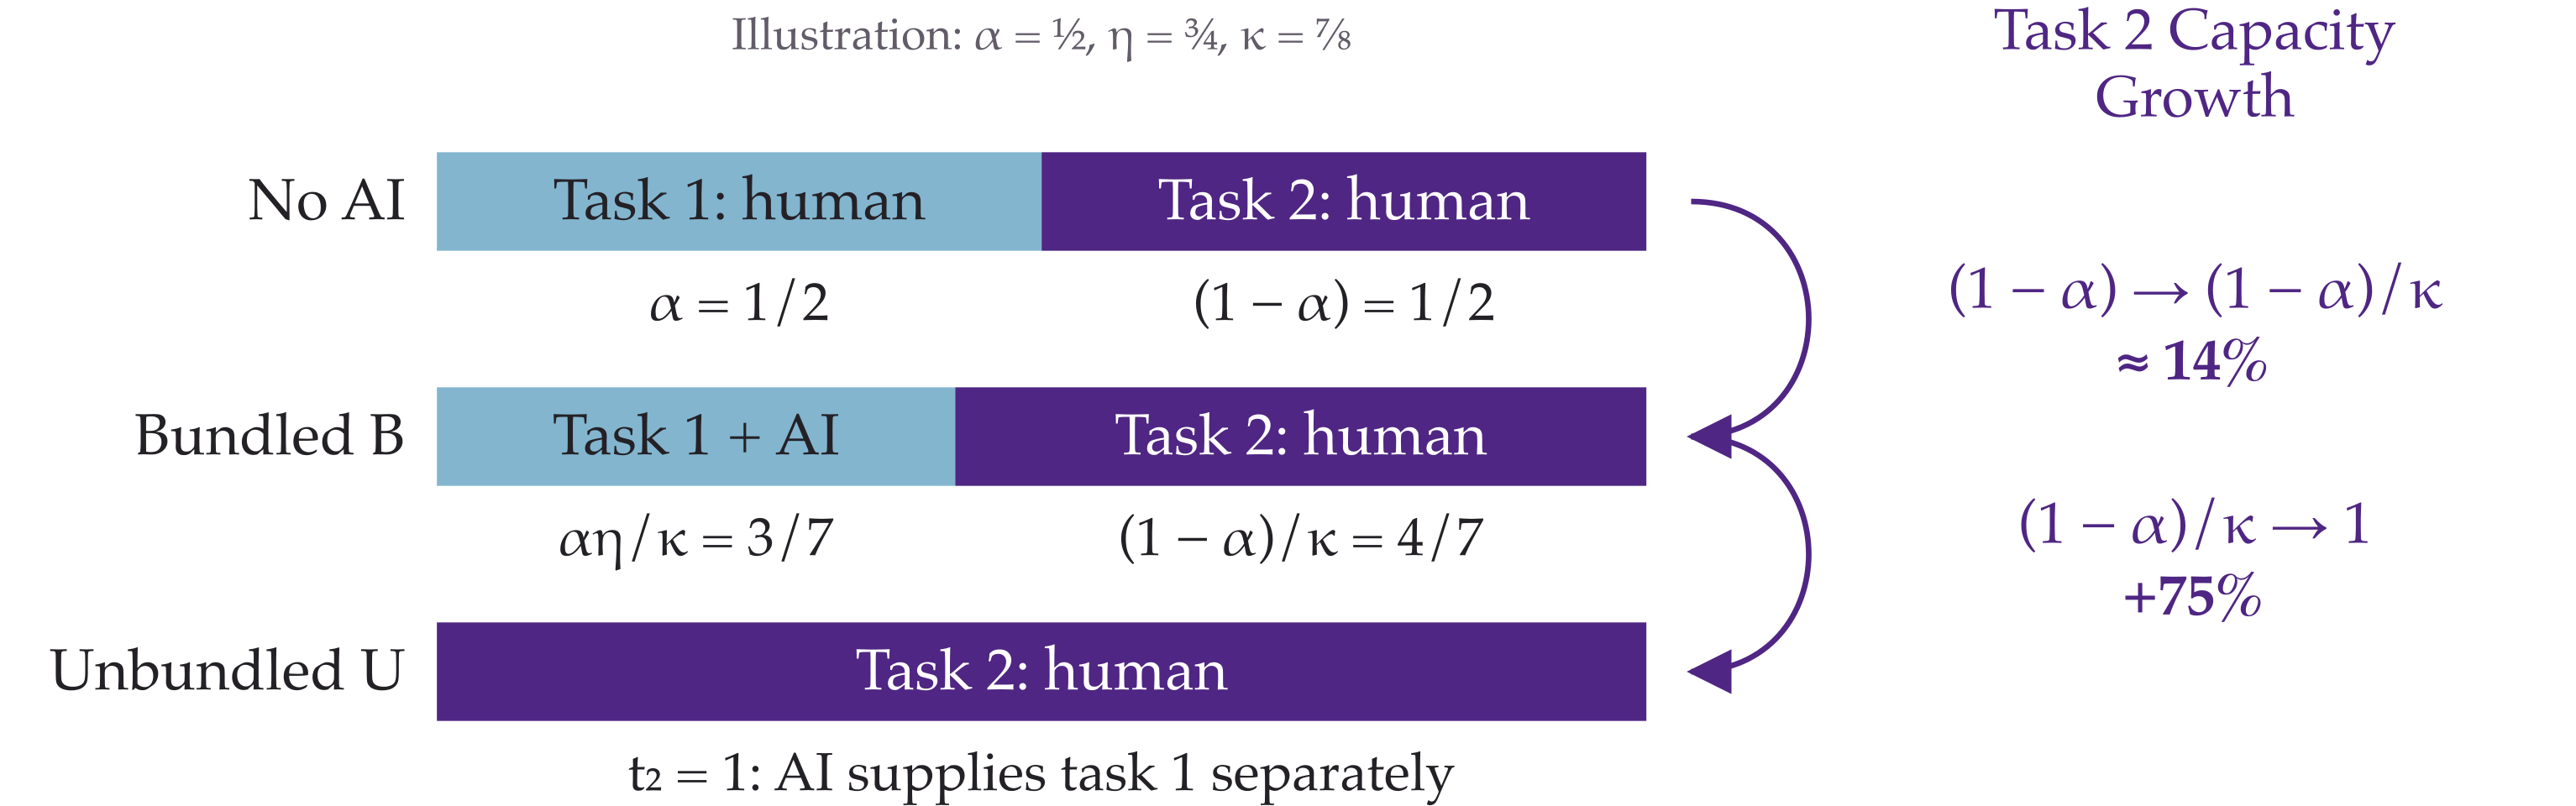 Illustration: α = ½, η = ¾, κ = ⅞
Task 2 Capacity
Growth
No AI
Task 1: human
Task 2: human
α = 1/2
(1 − α) = 1/2
(1 − α) → (1 − α)/κ
≈ 14%
Bundled B
Task 1 + AI
Task 2: human
αη/κ = 3/7
(1 − α)/κ = 4/7
(1 − α)/κ → 1
+75%
Unbundled U
Task 2: human
t₂ = 1: AI supplies task 1 separately